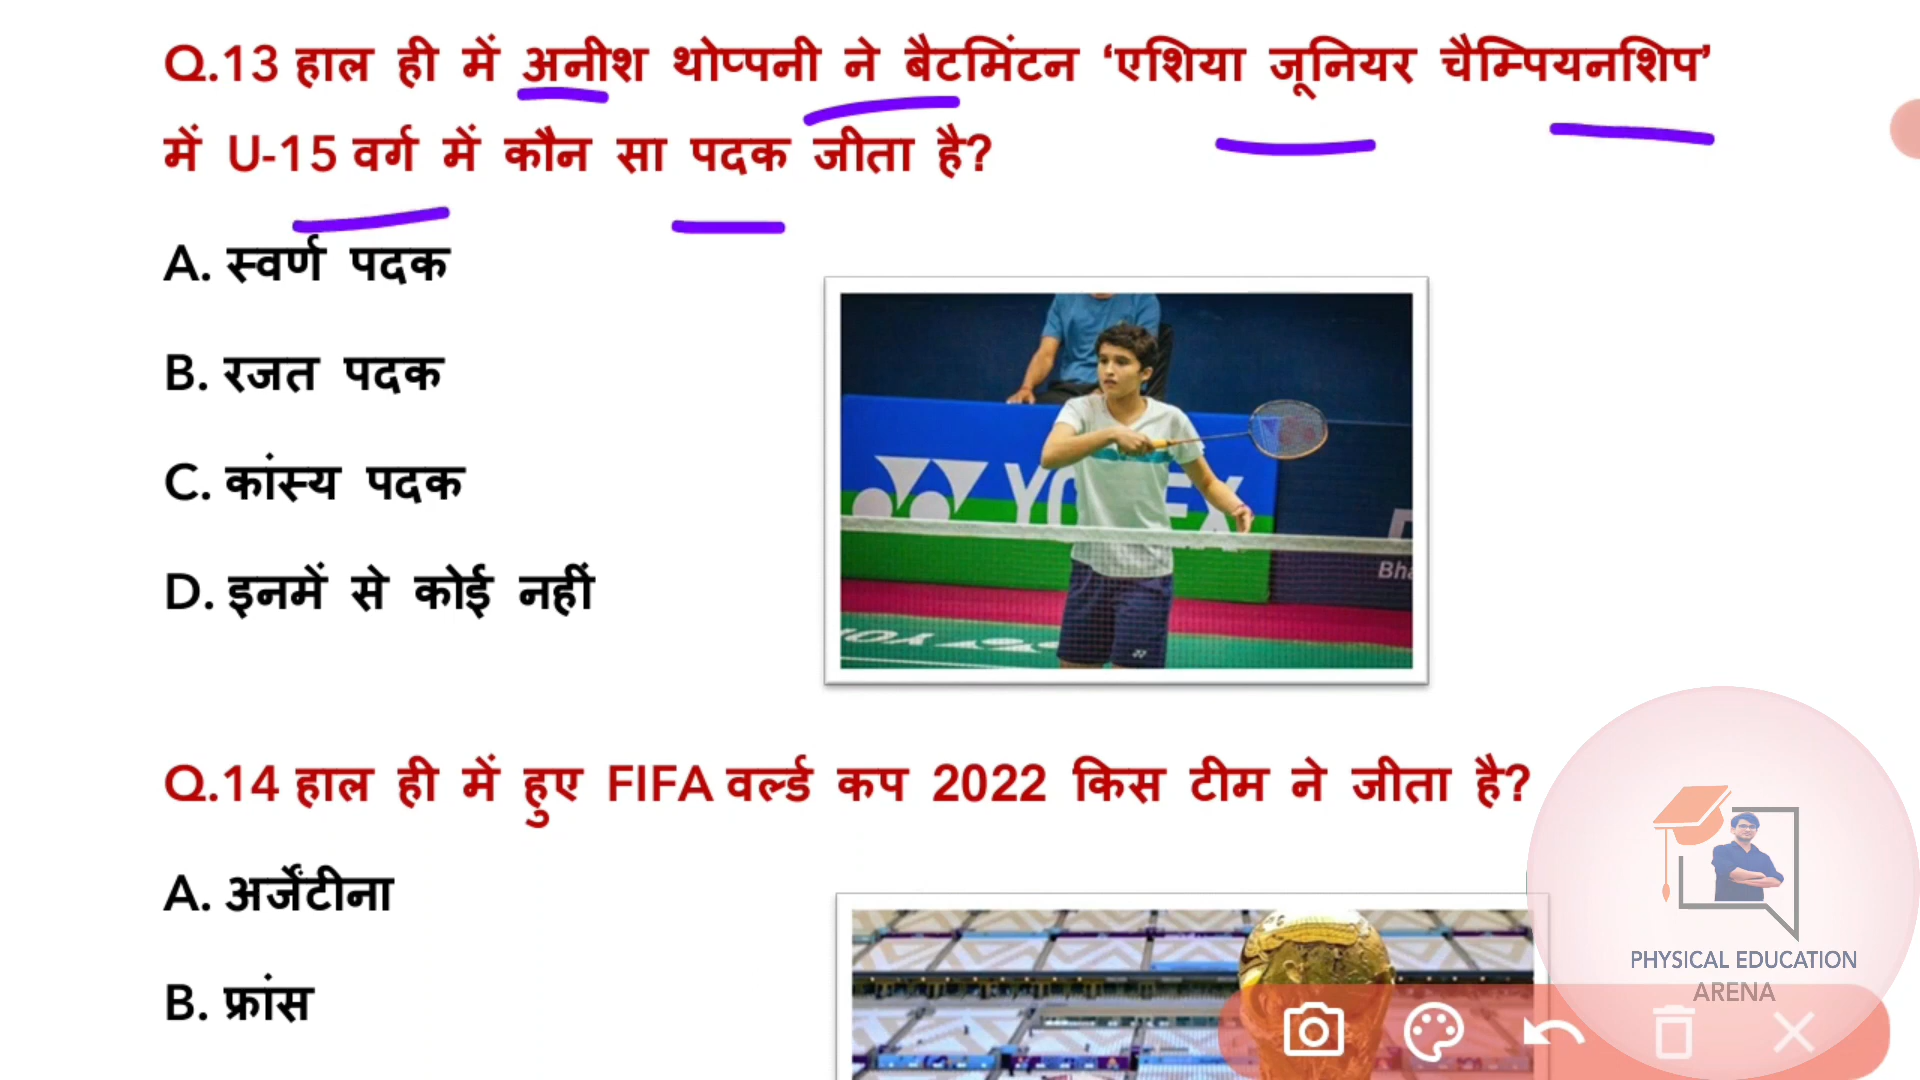 Q.13 हाल ही में अनीश थोप्पनी ने बैटमिंटन ‘एशिया जूनियर चैम्पियनशिप’
में U-15 वर्ग में कौन सा पदक जीता है?
A. स्वर्ण पदक
B. रजत पदक
C. कांस्य पदक
D. इनमें से कोई नहीं
Q.14 हाल ही में हुए FIFA वर्ल्ड कप 2022 किस टीम ने जीता है?
A. अर्जेंटीना
B. फ्रांस
PHYSICAL EDUCATION
ARENA